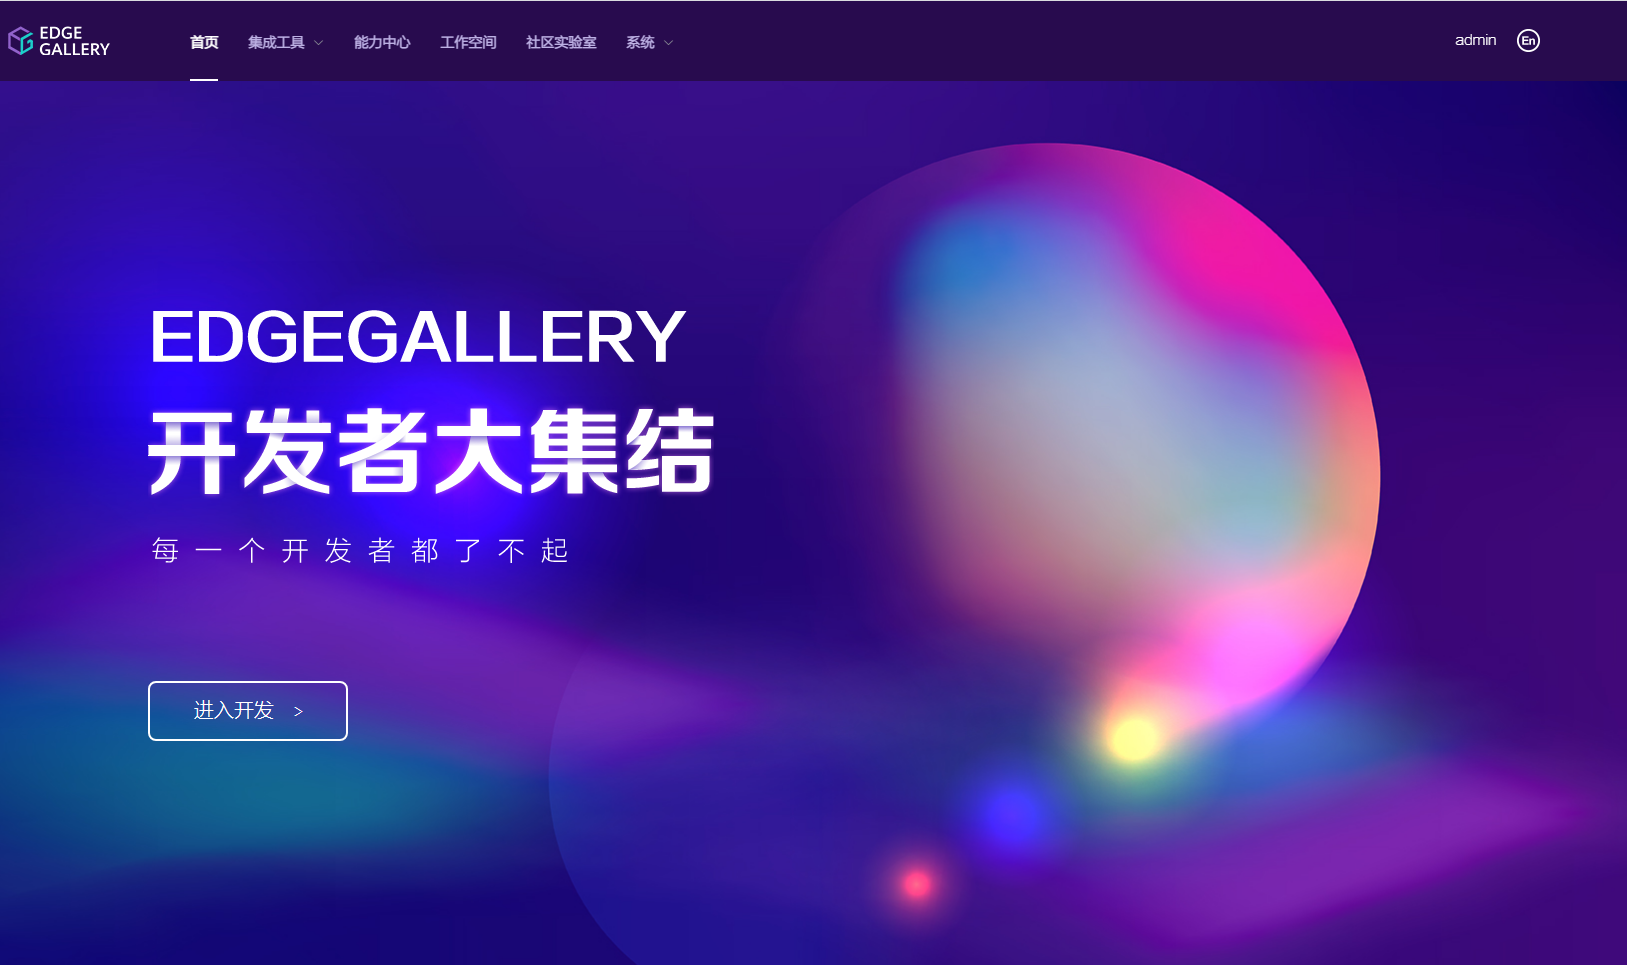 EDGE
GALLERY
首页 集成工具 能力中心 工作空间 社区实验室 系统
admin En
EDGEGALLERY
开发者大集结
每一个开发者都了不起
进入开发 >